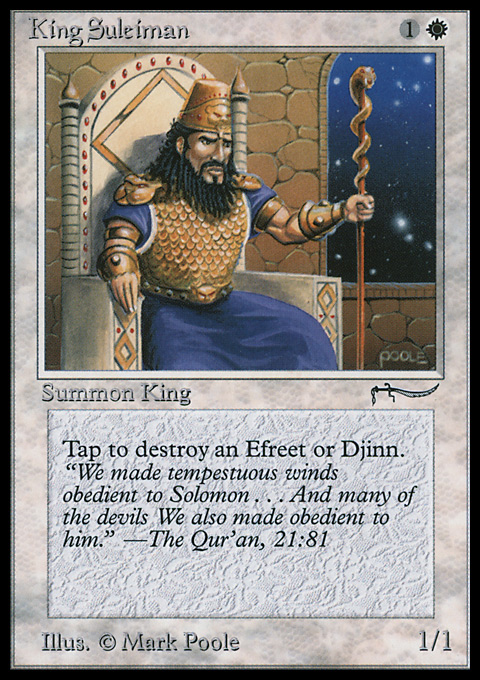 King Suleiman 1
POOLE
Summon King
Tap to destroy an Efreet or Djinn.
“We made tempestuous winds
obedient to Solomon . . . And many of
the devils We also made obedient to
him.” —The Qur’an, 21:81
Illus. © Mark Poole 1/1